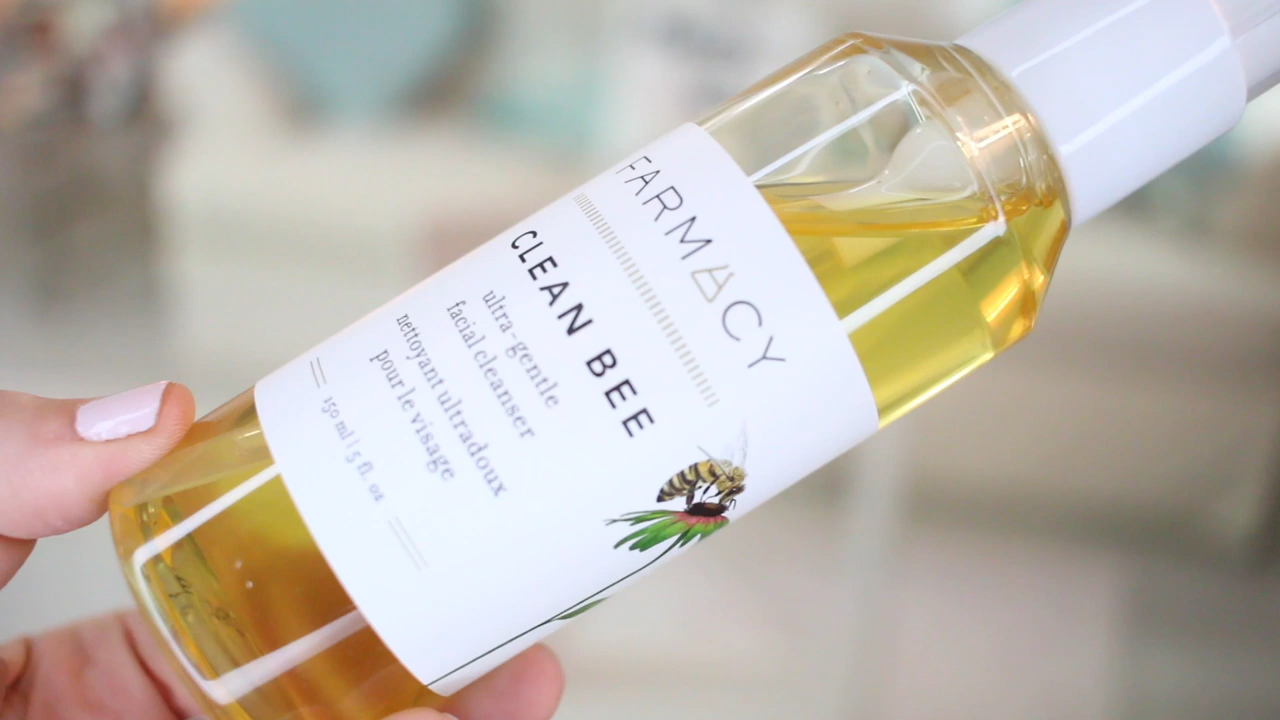 FARMACY
CLEAN BEE
ultra-gentle
facial cleanser
nettoyant ultradoux
pour le visage
150 ml | 5 fl. oz